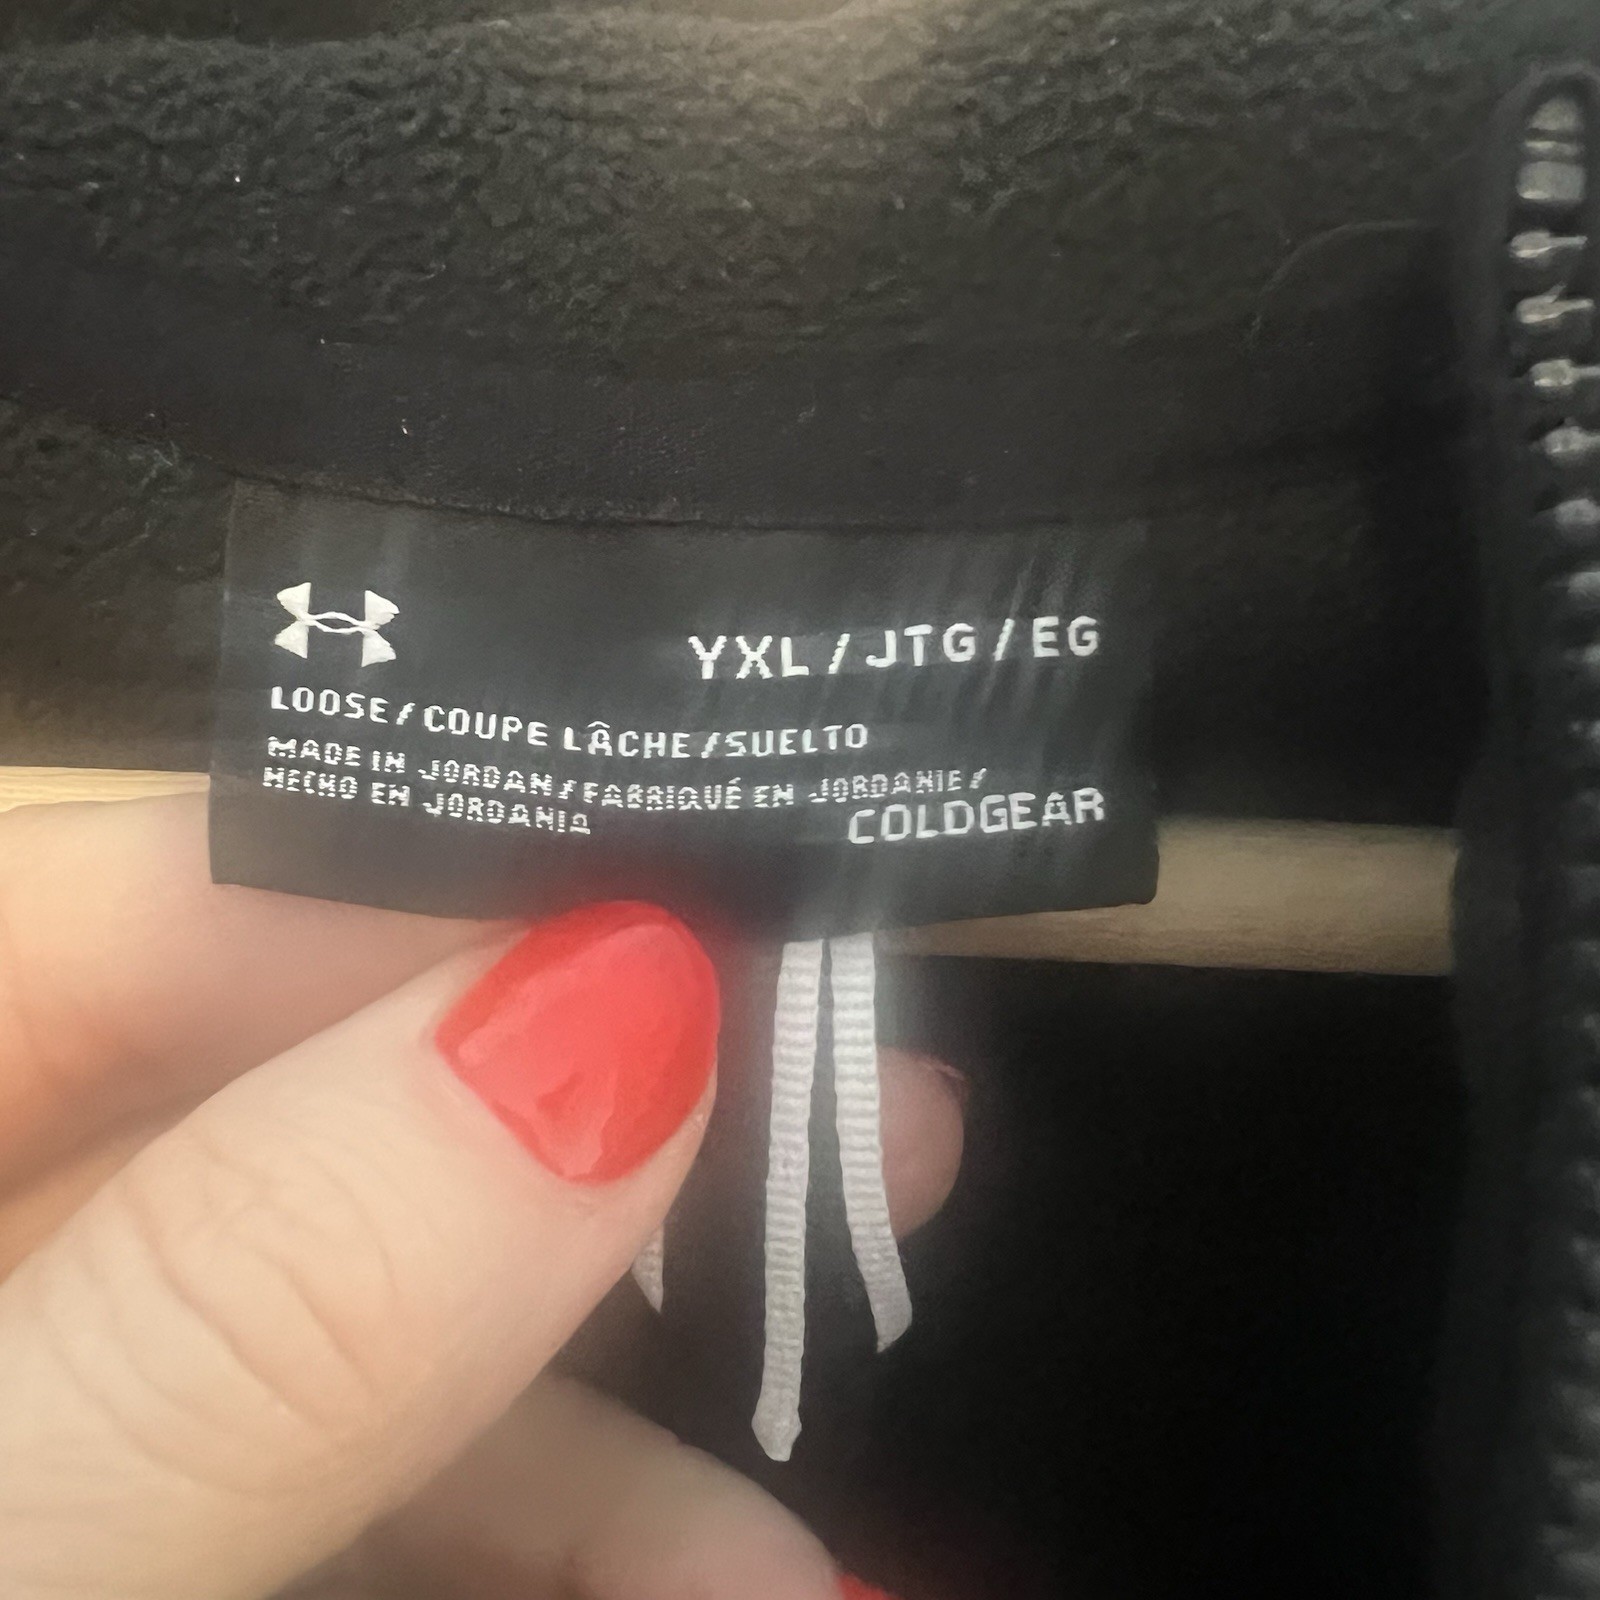 YXL / JTG / EG
LOOSE / COUPE LÂCHE / SUELTO
MADE IN JORDAN / FABRIQUÉ EN JORDANIE /
HECHO EN JORDANIA
COLDGEAR